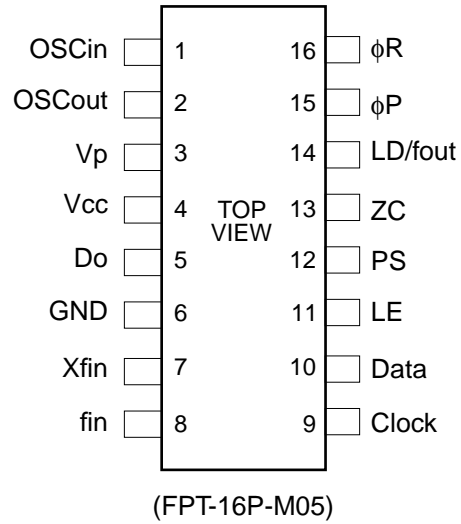 OSCin 1 16 ϕR
OSCout 2 15 ϕP
Vp 3 14 LD/fout
Vcc 4 TOP 13 ZC
VIEW
Do 5 12 PS
GND 6 11 LE
Xfin 7 10 Data
fin 8 9 Clock
(FPT-16P-M05)